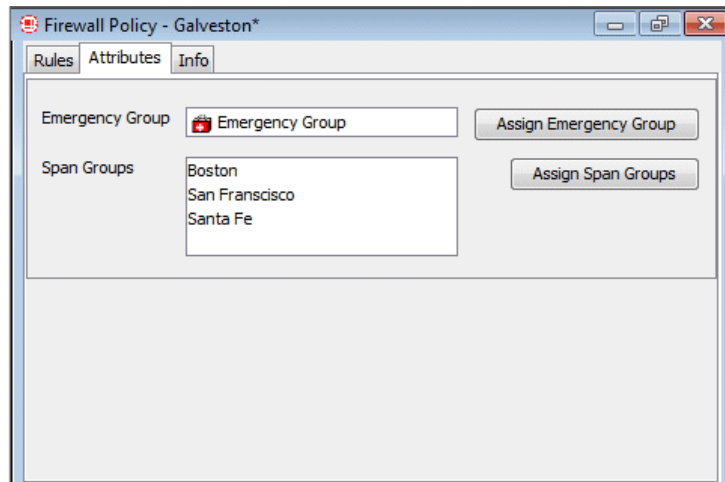 Firewall Policy - Galveston*
Rules Attributes Info
Emergency Group Emergency Group Assign Emergency Group
Span Groups Boston Assign Span Groups
San Franscisco
Santa Fe